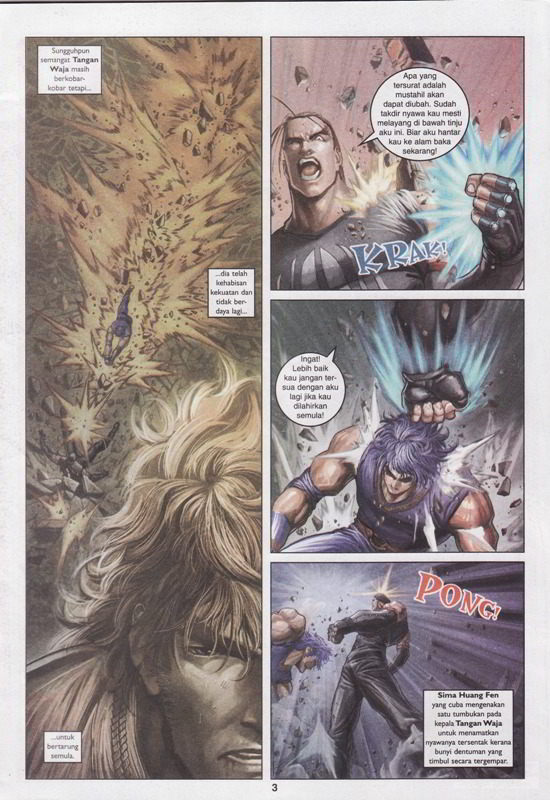 Sungguhpun
semangat Tangan
Waja masih
berkobar-
kobar tetapi...
...dia telah
kehabisan
kekuatan dan
tidak ber-
daya lagi...
...untuk
bertarung
semula.
Apa yang
tersurat adalah
mustahil akan
dapat diubah. Sudah
takdir nyawa kau mesti
melayang di bawah tinju
aku ini. Biar aku hantar
kau ke alam baka
sekarang!
KRAK!
Ingat!
Lebih baik
kau jangan ter-
sua dengan aku
lagi jika kau
dilahirkan
semula!
PONG!
Sima Huang Fen
yang cuba mengenakan
satu tumbukan pada
kepala Tangan Waja
untuk menamatkan
nyawanya tersentak kerana
bunyi dentuman yang
timbul secara tergempar.
3